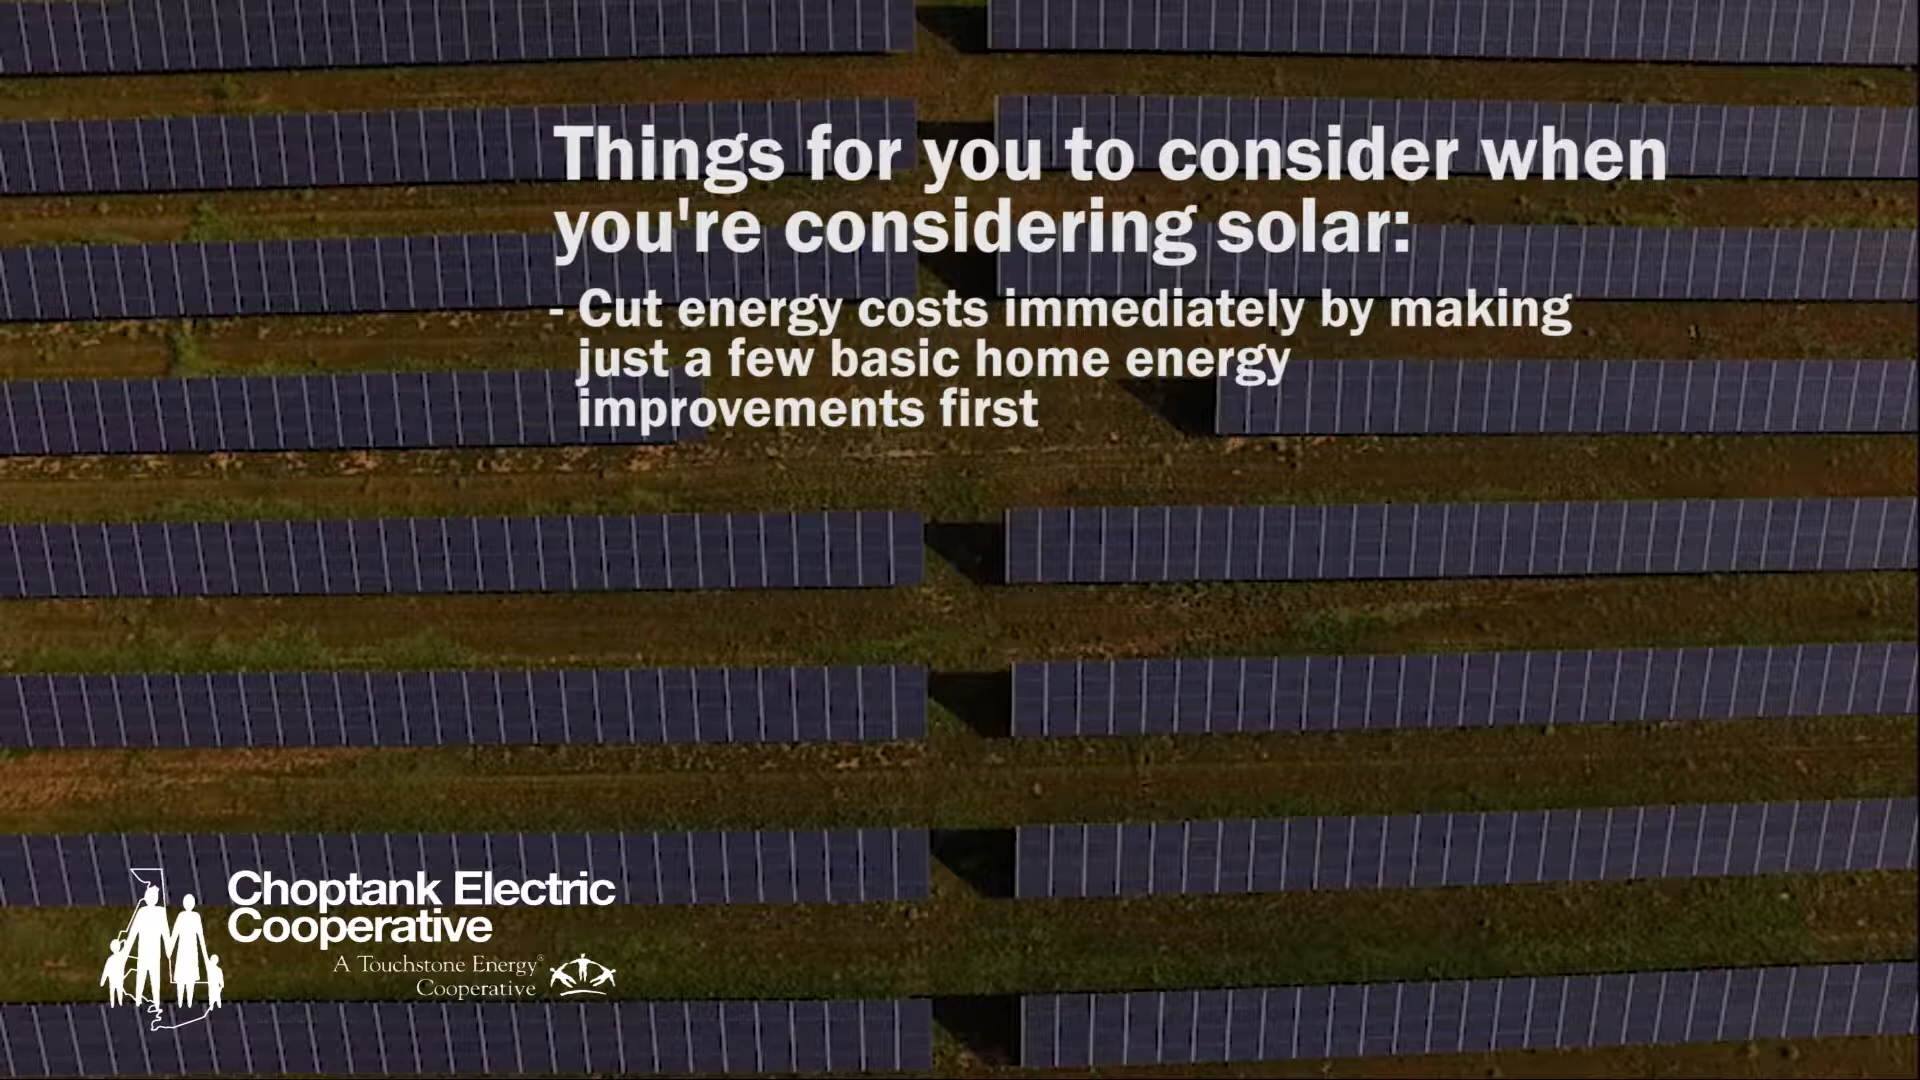 Things for you to consider when
you're considering solar:
- Cut energy costs immediately by making
just a few basic home energy
improvements first
Choptank Electric
Cooperative
A Touchstone Energy®
Cooperative